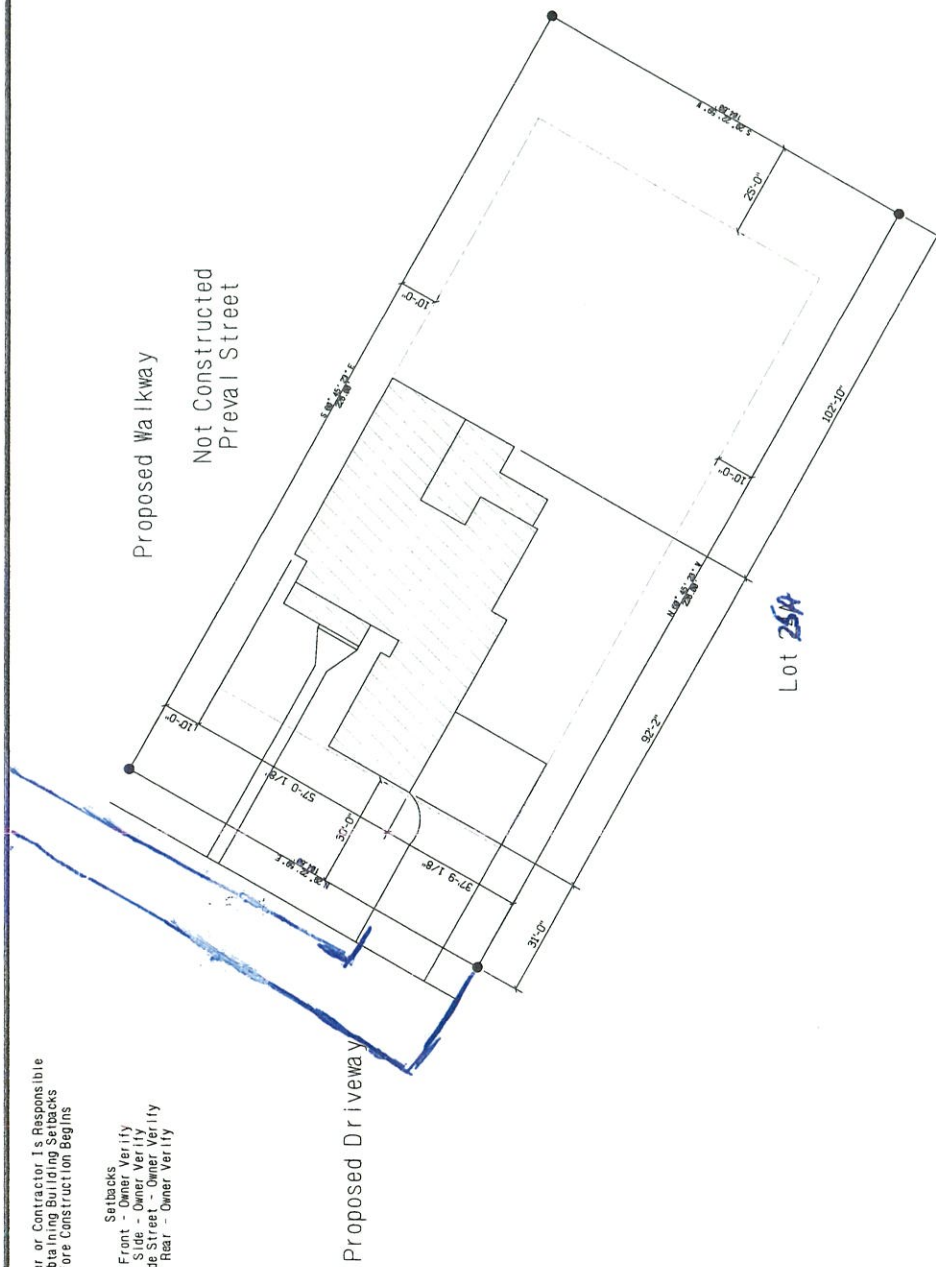 Proposed Walkway
Not Constructed
Preval Street
10'-0"
25'-0"
10'-0"
10'-0"
57'-0 1/8"
30'-0"
37'-9 1/8"
31'-0"
92'-2"
102'-10"
Lot 25A
Proposed Driveway
r or Contractor Is Responsible
btaining Building Setbacks
ore Construction Begins
Setbacks
Front - Owner Verify
Side - Owner Verify
de Street - Owner Verify
Rear - Owner Verify